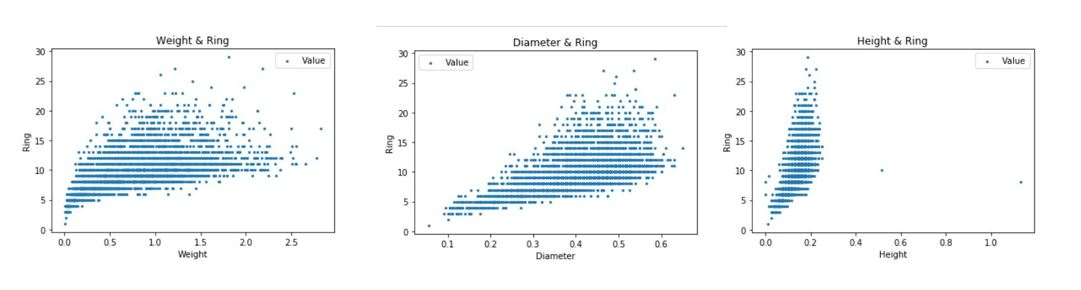 Weight & Ring
Value
30
25
20
15
10
5
0
Ring
0.0 0.5 1.0 1.5 2.0 2.5
Weight
Diameter & Ring
Value
30
25
20
15
10
5
0
Ring
0.1 0.2 0.3 0.4 0.5 0.6
Diameter
Height & Ring
Value
30
25
20
15
10
5
0
Ring
0.0 0.2 0.4 0.6 0.8 1.0
Height